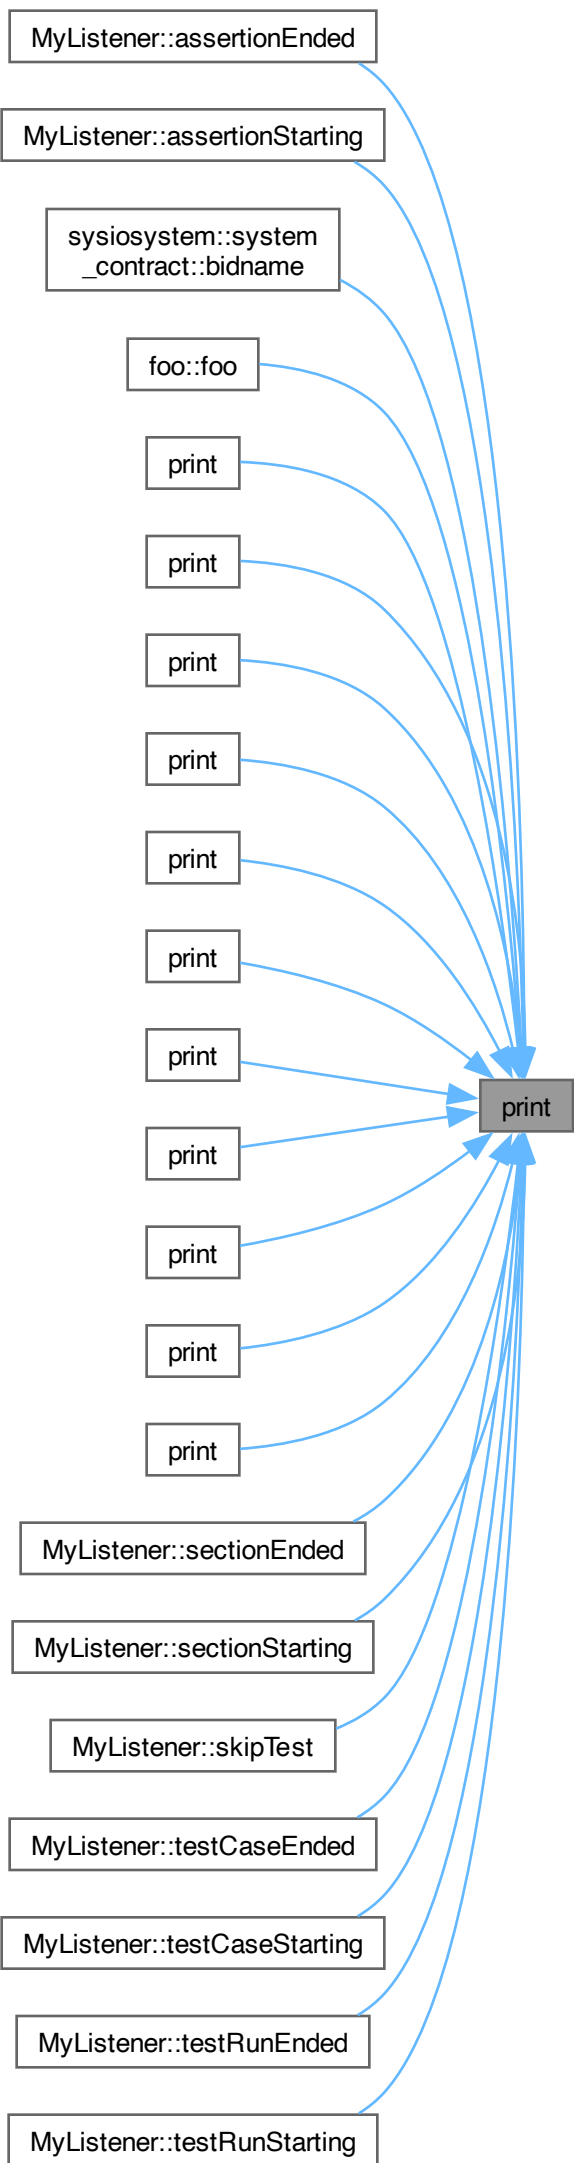 MyListener::assertionEnded
MyListener::assertionStarting
sysiosystem::system
_contract::bidname
foo::foo
print
print
print
print
print
print
print
print
print
print
print
print
MyListener::sectionEnded
MyListener::sectionStarting
MyListener::skipTest
MyListener::testCaseEnded
MyListener::testCaseStarting
MyListener::testRunEnded
MyListener::testRunStarting